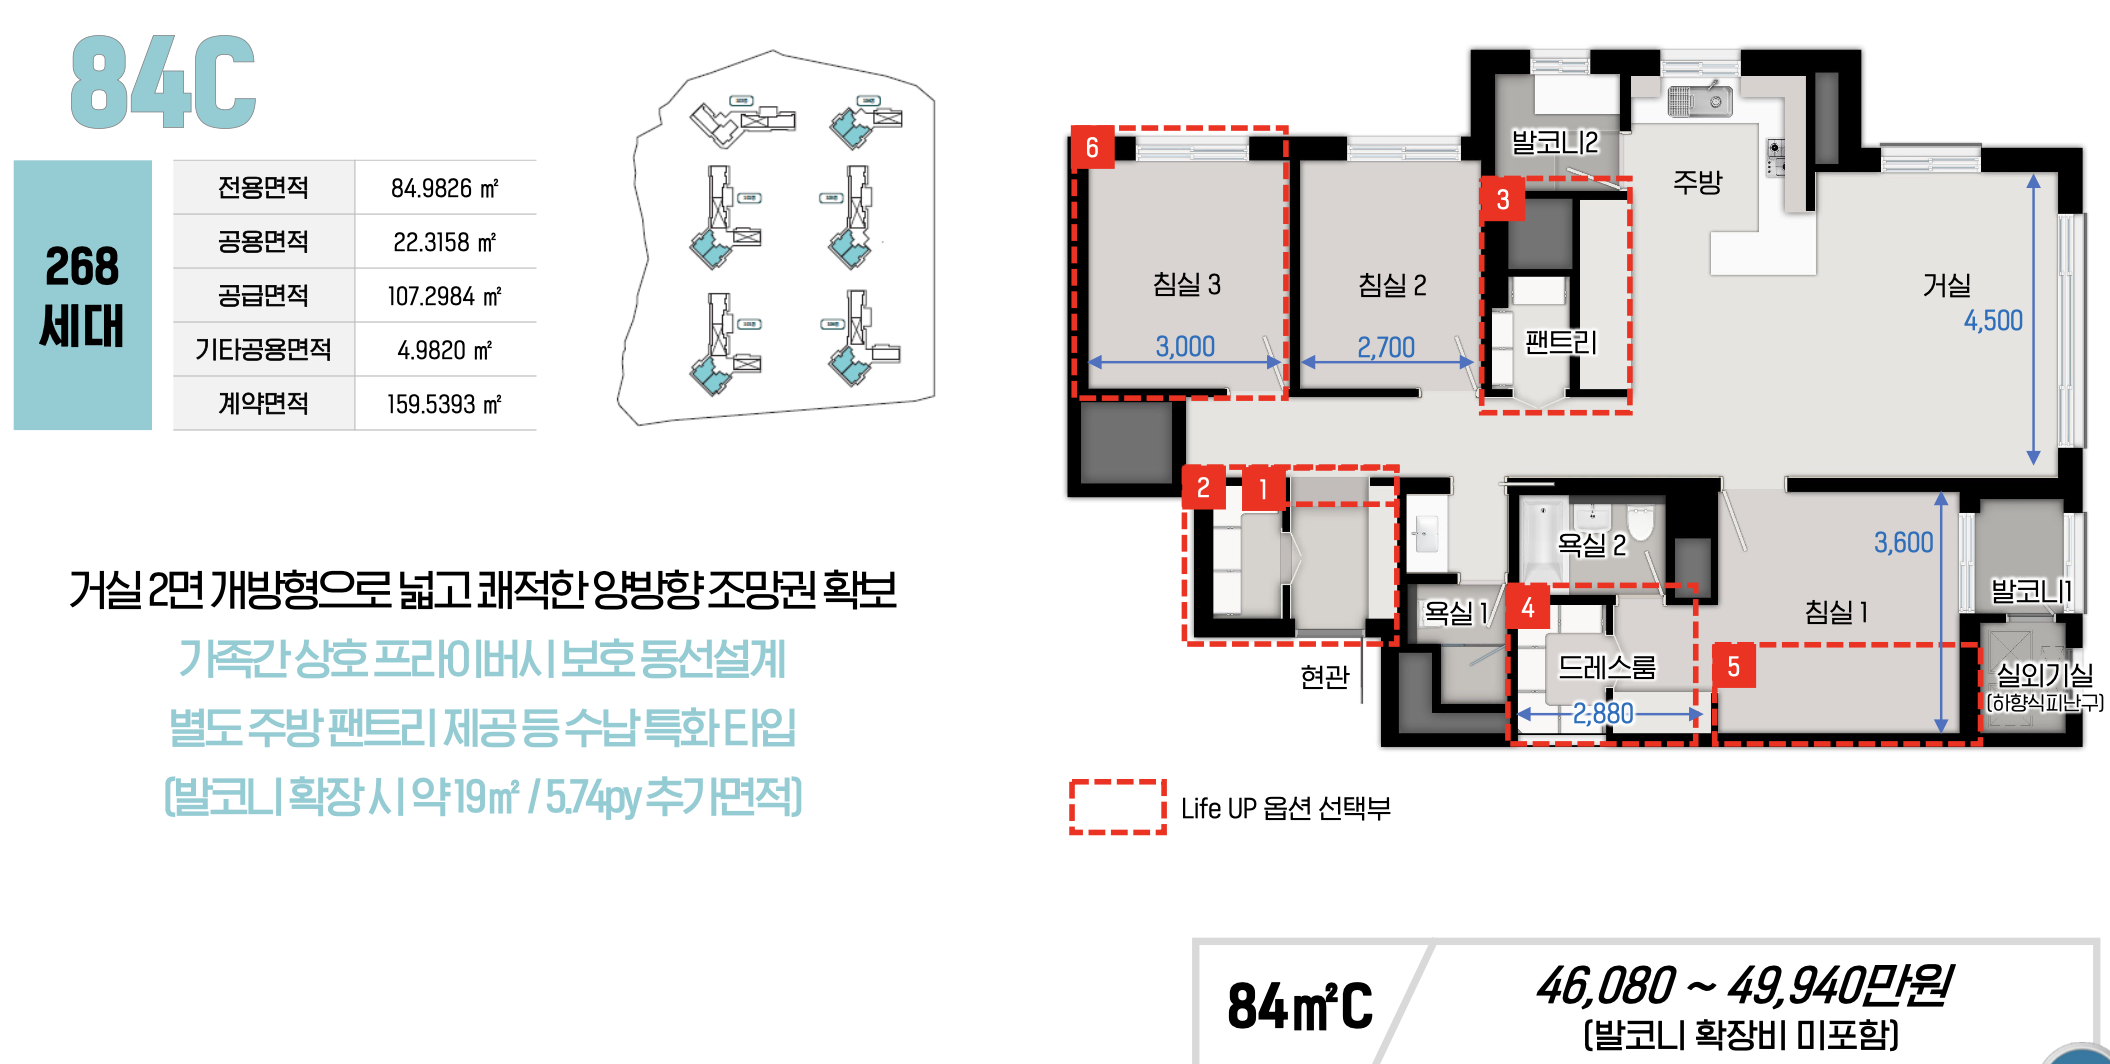 84C
268
세대
전용면적 84.9826 ㎡
공용면적 22.3158 ㎡
공급면적 107.2984 ㎡
기타공용면적 4.9820 ㎡
계약면적 159.5393 ㎡
거실 2면 개방형으로 넓고 쾌적한 양방향 조망권 확보
가족간 상호 프라이버시 보호 동선설계
별도 주방 팬트리 제공 등 수납 특화 타입
(발코니 확장 시 약 19㎡ / 5.74py 추가면적)
6
발코니2
주방
3
침실 3
침실 2
거실
4,500
3,000
2,700
팬트리
2
1
욕실 2
3,600
발코니1
욕실 1
4
침실 1
현관
드레스룸
5
실외기실
(하향식피난구)
2,880
Life UP 옵션 선택부
84㎡C
46,080 ~ 49,940만원
(발코니 확장비 미포함)